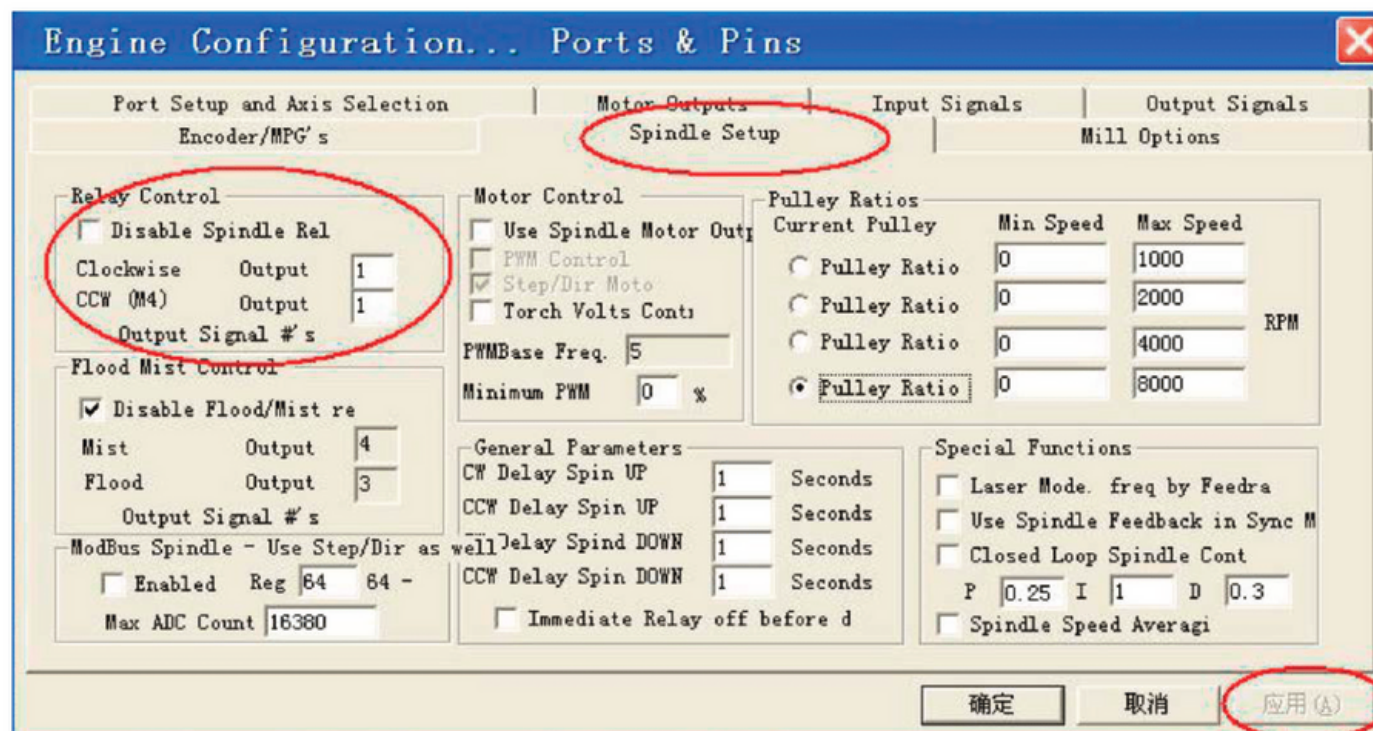 Engine Configuration... Ports & Pins
Port Setup and Axis Selection
Motor Outputs
Input Signals
Output Signals
Encoder/MPG's
Spindle Setup
Mill Options
Relay Control
Disable Spindle Rel
Clockwise Output 1
CCW (M4) Output 1
Output Signal #'s
Flood Mist Control
Disable Flood/Mist re
Mist Output 4
Flood Output 3
Output Signal #'s
ModBus Spindle - Use Step/Dir as well
Enabled Reg 64 64 -
Max ADC Count 16380
Motor Control
Use Spindle Motor Outp
PWM Control
Step/Dir Moto
Torch Volts Cont
PWMBase Freq. 5
Minimum PWM 0 %
General Parameters
CW Delay Spin UP 1 Seconds
CCW Delay Spin UP 1 Seconds
Delay Spind DOWN 1 Seconds
CCW Delay Spin DOWN 1 Seconds
Immediate Relay off before d
Pulley Ratios
Current Pulley Min Speed Max Speed
Pulley Ratio 0 1000
Pulley Ratio 0 2000
RPM
Pulley Ratio 0 4000
Pulley Ratio 0 8000
Special Functions
Laser Mode. freq by Feedra
Use Spindle Feedback in Sync M
Closed Loop Spindle Cont
P 0.25 I 1 D 0.3
Spindle Speed Averagi
确定
取消
应用(A)